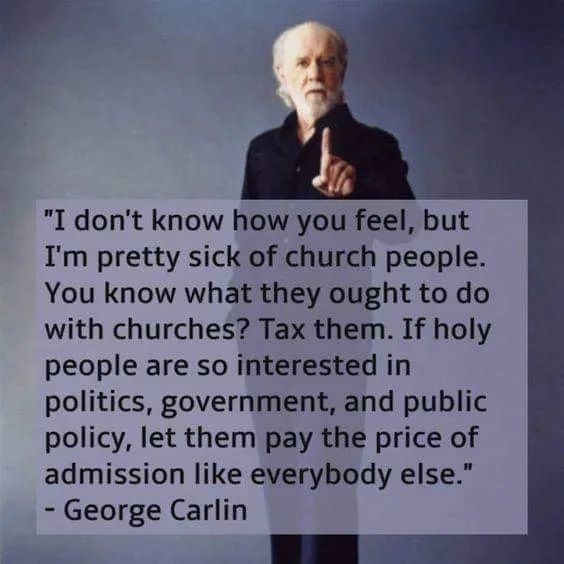 "I don't know how you feel, but
I'm pretty sick of church people.
You know what they ought to do
with churches? Tax them. If holy
people are so interested in
politics, government, and public
policy, let them pay the price of
admission like everybody else."
- George Carlin